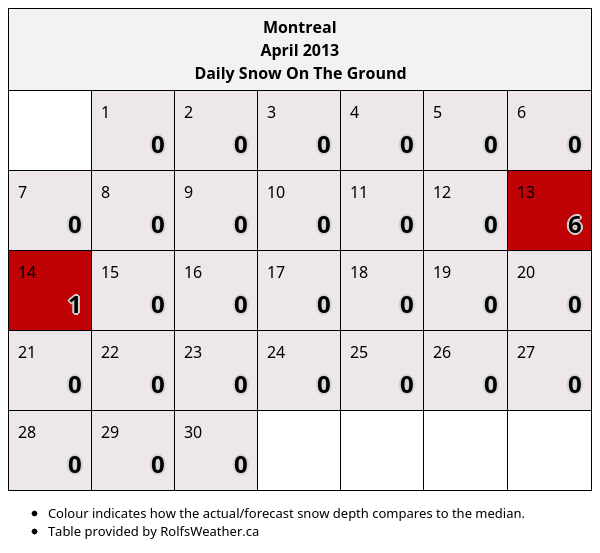 Montreal
April 2013
Daily Snow On The Ground
1 2 3 4 5 6
0 0 0 0 0 0
7 8 9 10 11 12 13
0 0 0 0 0 0 6
14 15 16 17 18 19 20
1 0 0 0 0 0 0
21 22 23 24 25 26 27
0 0 0 0 0 0 0
28 29 30
0 0 0
• Colour indicates how the actual/forecast snow depth compares to the median.
• Table provided by RolfsWeather.ca